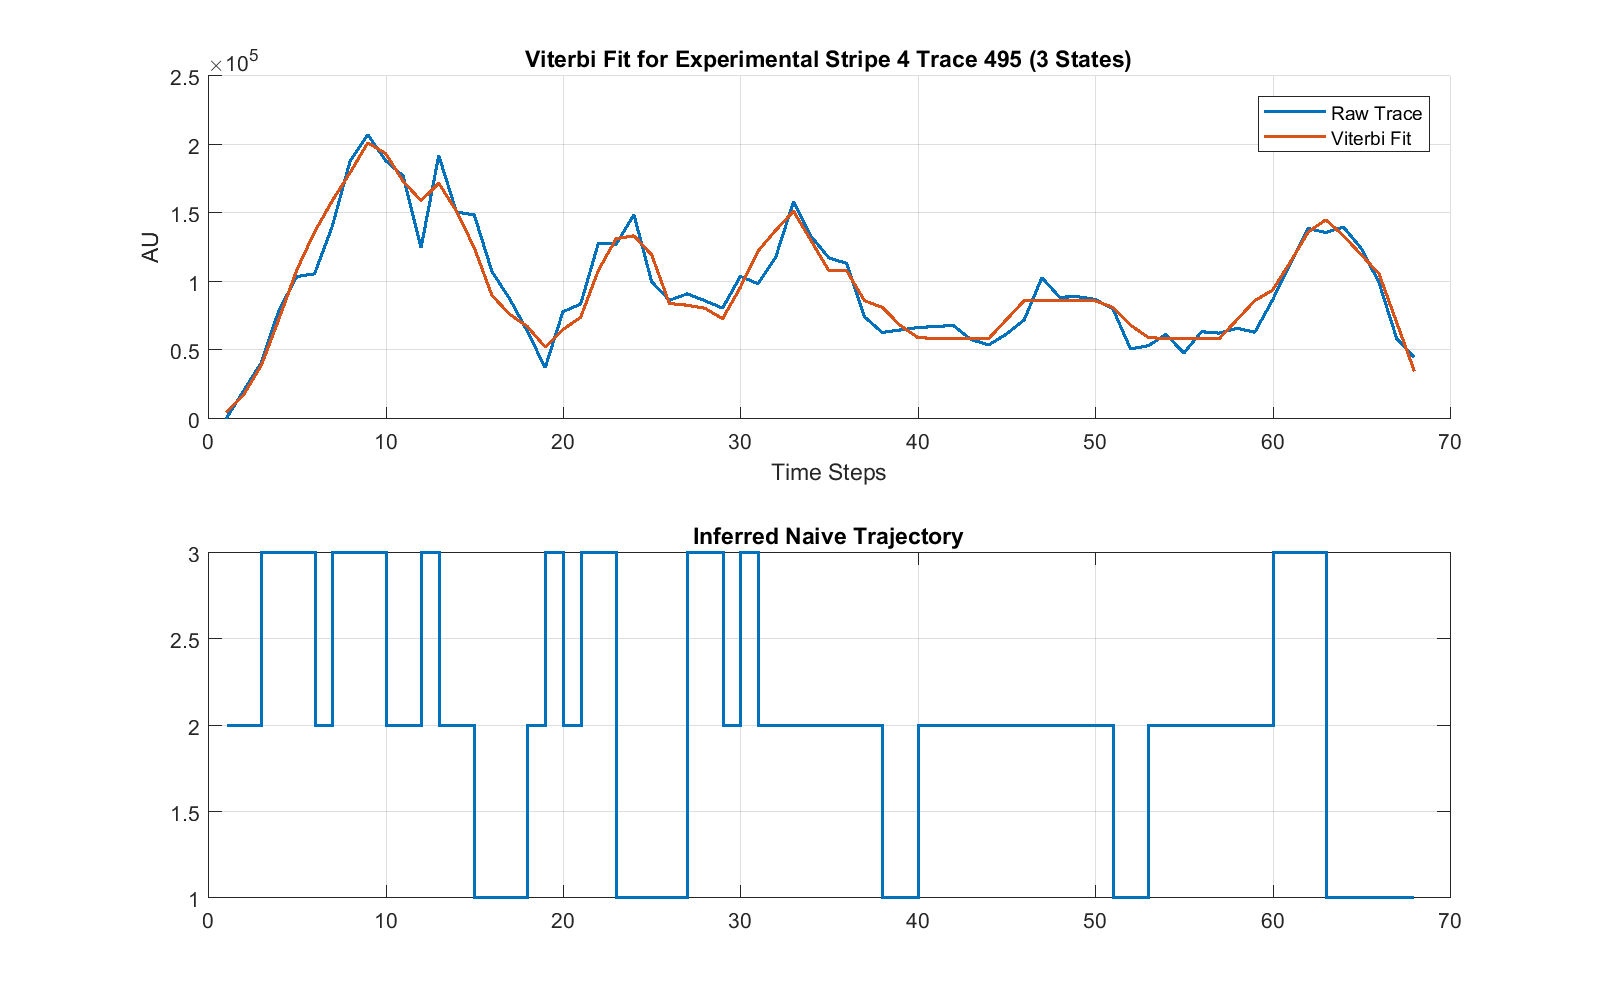 Viterbi Fit for Experimental Stripe 4 Trace 495 (3 States)
×10^5
2.5
2
1.5
1
0.5
0
AU
Raw Trace
Viterbi Fit
0 10 20 30 40 50 60 70
Time Steps
Inferred Naive Trajectory
3
2.5
2
1.5
1
0 10 20 30 40 50 60 70